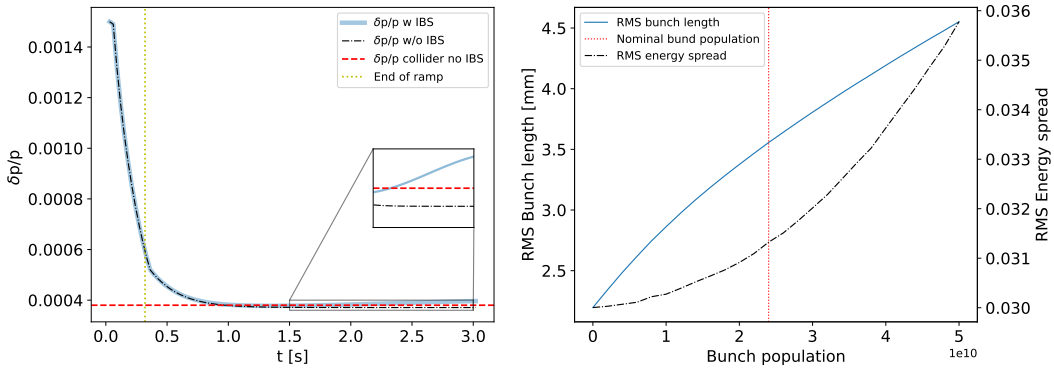 δp/p w IBS
δp/p w/o IBS
δp/p collider no IBS
End of ramp
0.0014
0.0012
0.0010
0.0008
0.0006
0.0004
δp/p
0.0 0.5 1.0 1.5 2.0 2.5 3.0
t [s]
RMS bunch length
Nominal bund population
RMS energy spread
4.5
4.0
3.5
3.0
2.5
RMS Bunch length [mm]
0.036
0.035
0.034
0.033
0.032
0.031
0.030
RMS Energy spread
0 1 2 3 4 5
1e10
Bunch population